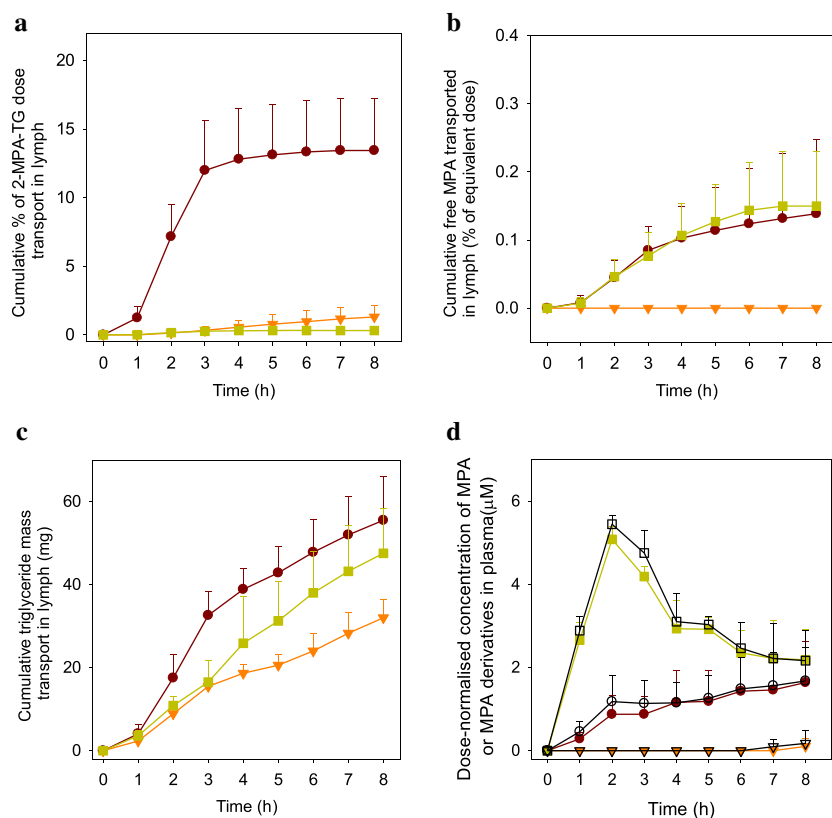 a
Cumulative % of 2-MPA-TG dose
transport in lymph
20
15
10
5
0
0 1 2 3 4 5 6 7 8
Time (h)
b
Cumulative free MPA transported
in lymph (% of equivalent dose)
0.4
0.3
0.2
0.1
0.0
0 1 2 3 4 5 6 7 8
Time (h)
c
Cumulative triglyceride mass
transport in lymph (mg)
60
40
20
0
0 1 2 3 4 5 6 7 8
Time (h)
d
Dose-normalised concentration of MPA
or MPA derivatives in plasma(µM)
6
4
2
0
0 1 2 3 4 5 6 7 8
Time (h)